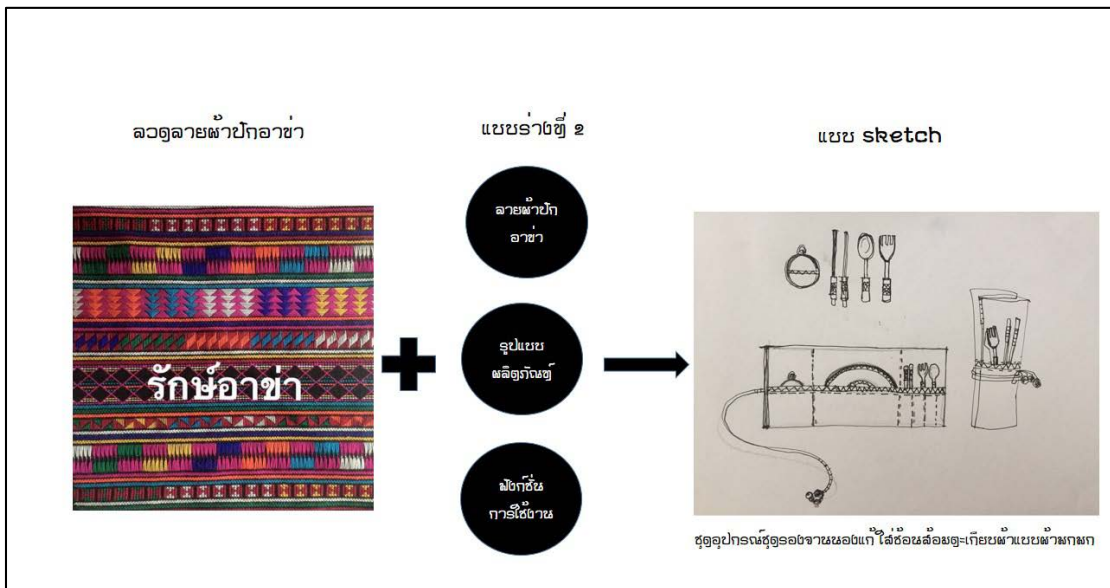 ลวดลายผ้าปักอาข่า
แบบร่างที่ 2
แบบ sketch
รักษ์อาข่า
ลายผ้าปัก
อาข่า
รูปแบบ
ผลิตภัณฑ์
ฟังก์ชั่น
การใช้งาน
ชุดอุปกรณ์ชุดรองจานนองแก้ ใส่ช้อนส้อมตะเกียบผ้าแบบผ้าพกพก